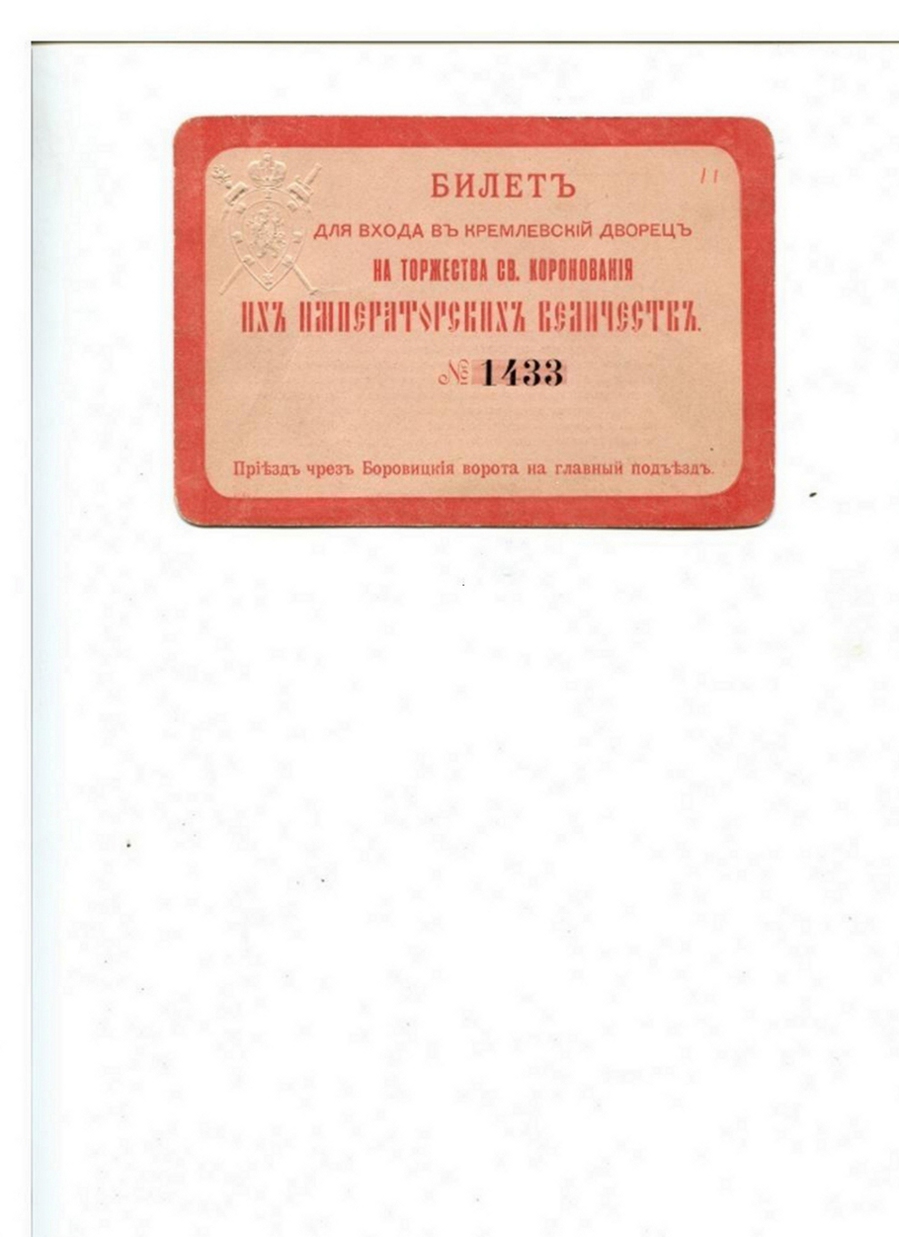 БИЛЕТЪ
11
ДЛЯ ВХОДА ВЪ КРЕМЛЕВСКІЙ ДВОРЕЦЪ
НА ТОРЖЕСТВА СВ. КОРОНОВАНІЯ
ИХЪ ИМПЕРАТОРСКИХЪ ВЕЛИЧЕСТВЪ.
№ 1433
Пріѣздъ чрезъ Боровицкія ворота на главный подъѣздъ.